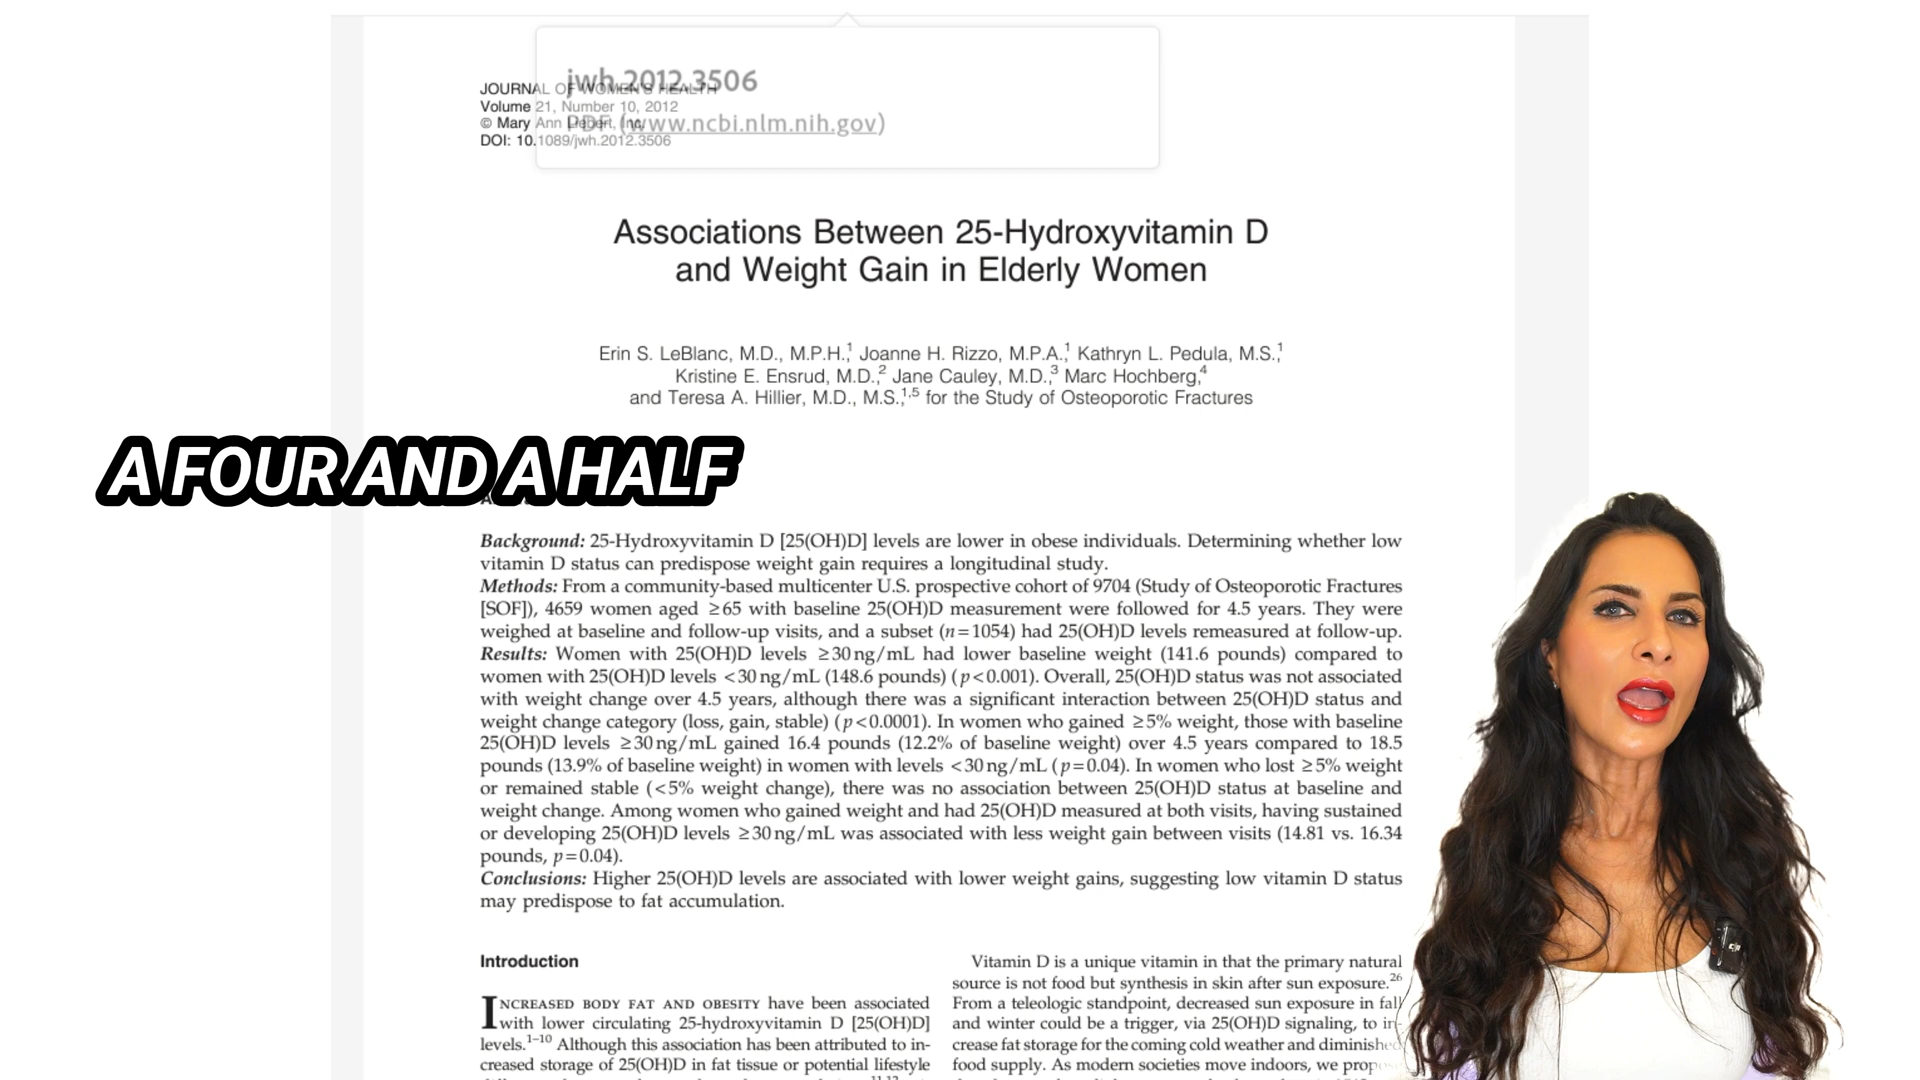 jwh.2012.3506
PDF (www.ncbi.nlm.nih.gov)
JOURNAL OF WOMEN'S HEALTH
Volume 21, Number 10, 2012
© Mary Ann Liebert, Inc.
DOI: 10.1089/jwh.2012.3506
Associations Between 25-Hydroxyvitamin D
and Weight Gain in Elderly Women
Erin S. LeBlanc, M.D., M.P.H.,1 Joanne H. Rizzo, M.P.A.,1 Kathryn L. Pedula, M.S.,1
Kristine E. Ensrud, M.D.,2 Jane Cauley, M.D.,3 Marc Hochberg,4
and Teresa A. Hillier, M.D., M.S.,1,5 for the Study of Osteoporotic Fractures
A FOUR AND A HALF
Background: 25-Hydroxyvitamin D [25(OH)D] levels are lower in obese individuals. Determining whether low
vitamin D status can predispose weight gain requires a longitudinal study.
Methods: From a community-based multicenter U.S. prospective cohort of 9704 (Study of Osteoporotic Fractures
[SOF]), 4659 women aged ≥65 with baseline 25(OH)D measurement were followed for 4.5 years. They were
weighed at baseline and follow-up visits, and a subset (n=1054) had 25(OH)D levels remeasured at follow-up.
Results: Women with 25(OH)D levels ≥30 ng/mL had lower baseline weight (141.6 pounds) compared to
women with 25(OH)D levels <30 ng/mL (148.6 pounds) (p<0.001). Overall, 25(OH)D status was not associated
with weight change over 4.5 years, although there was a significant interaction between 25(OH)D status and
weight change category (loss, gain, stable) (p<0.0001). In women who gained ≥5% weight, those with baseline
25(OH)D levels ≥30 ng/mL gained 16.4 pounds (12.2% of baseline weight) over 4.5 years compared to 18.5
pounds (13.9% of baseline weight) in women with levels <30 ng/mL (p=0.04). In women who lost ≥5% weight
or remained stable (<5% weight change), there was no association between 25(OH)D status at baseline and
weight change. Among women who gained weight and had 25(OH)D measured at both visits, having sustained
or developing 25(OH)D levels ≥30 ng/mL was associated with less weight gain between visits (14.81 vs. 16.34
pounds, p=0.04).
Conclusions: Higher 25(OH)D levels are associated with lower weight gains, suggesting low vitamin D status
may predispose to fat accumulation.
Introduction
INCREASED BODY FAT AND OBESITY have been associated
with lower circulating 25-hydroxyvitamin D [25(OH)D]
levels.1–10 Although this association has been attributed to in-
creased storage of 25(OH)D in fat tissue or potential lifestyle
Vitamin D is a unique vitamin in that the primary natural
source is not food but synthesis in skin after sun exposure.26
From a teleologic standpoint, decreased sun exposure in fall
and winter could be a trigger, via 25(OH)D signaling, to in-
crease fat storage for the coming cold weather and diminished
food supply. As modern societies move indoors, we